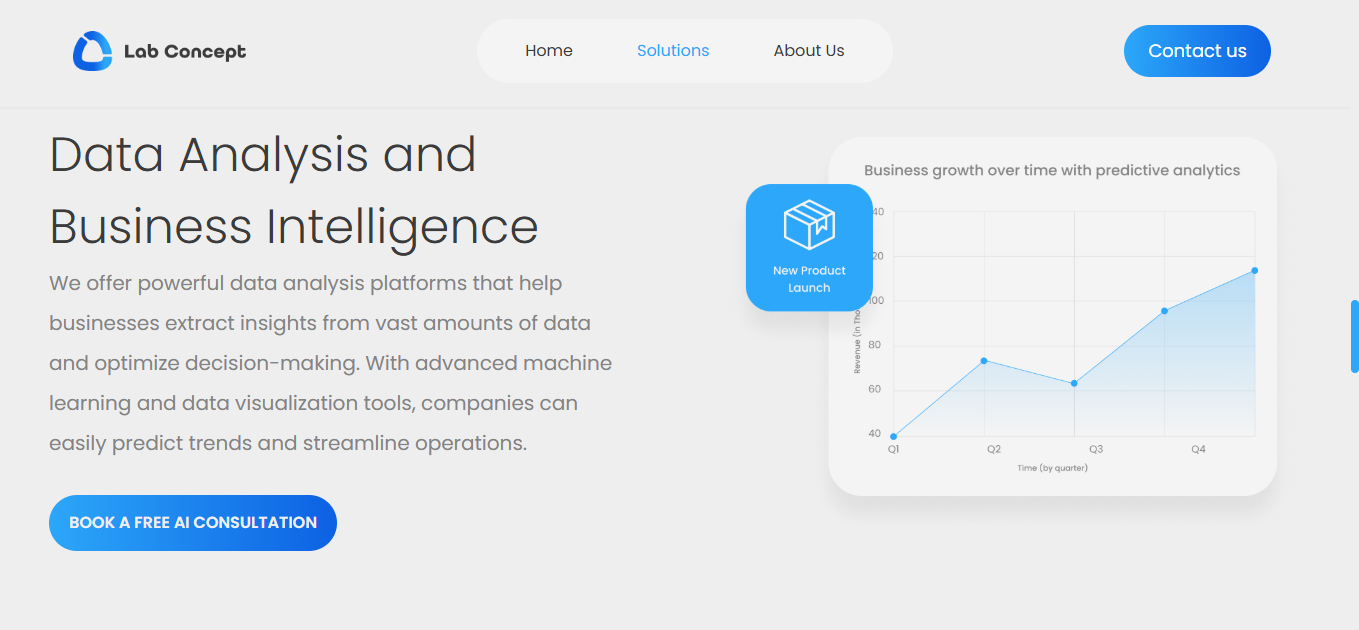 Lab Concept
Home
Solutions
About Us
Contact us
Data Analysis and
Business Intelligence
We offer powerful data analysis platforms that help
businesses extract insights from vast amounts of data
and optimize decision-making. With advanced machine
learning and data visualization tools, companies can
easily predict trends and streamline operations.
BOOK A FREE AI CONSULTATION
Business growth over time with predictive analytics
New Product
Launch
40
20
100
80
60
40
Revenue (in
Q1
Q2
Q3
Q4
Time (by quarter)